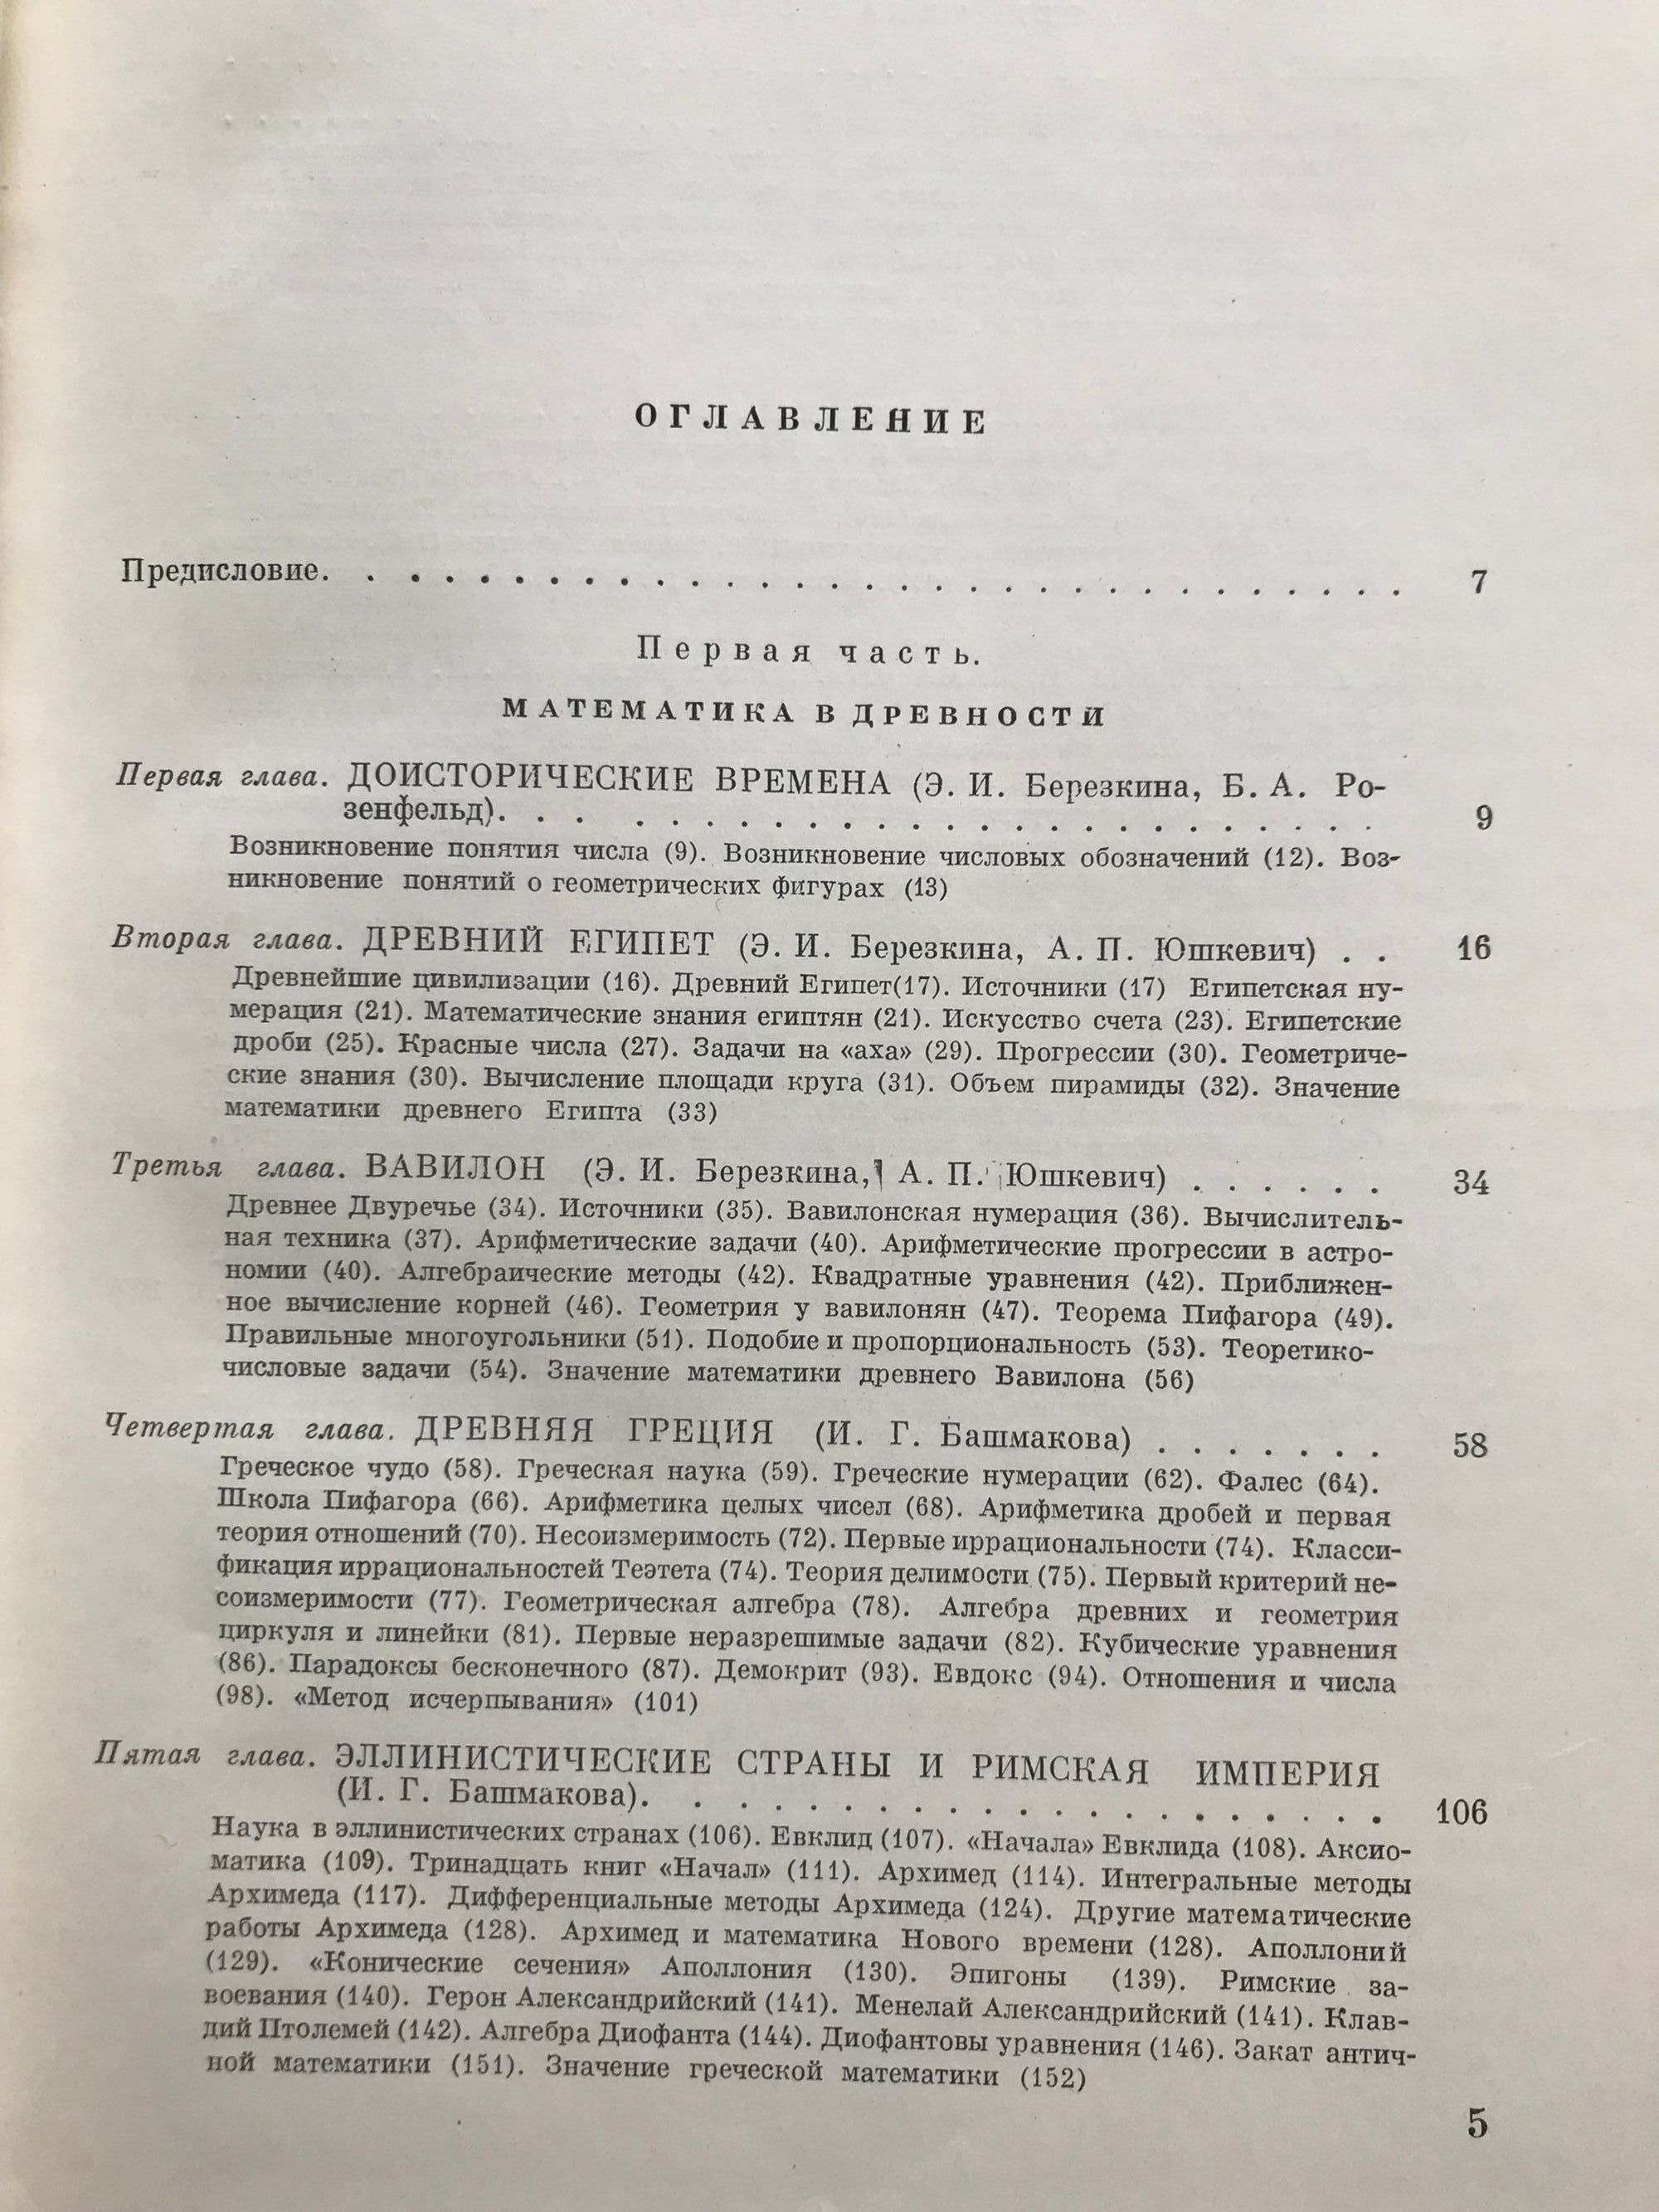 ОГЛАВЛЕНИЕ
Предисловие. . . . . . . . . . . . . . . . . . . . . . . . . . . . . . 7
Первая часть.
МАТЕМАТИКА В ДРЕВНОСТИ
Первая глава. ДОИСТОРИЧЕСКИЕ ВРЕМЕНА (Э. И. Березкина, Б. А. Ро-
зенфельд). . . . . . . . . . . . . . . . . . . . . . . . . 9
Возникновение понятия числа (9). Возникновение числовых обозначений (12). Воз-
никновение понятий о геометрических фигурах (13)
Вторая глава. ДРЕВНИЙ ЕГИПЕТ (Э. И. Березкина, А. П. Юшкевич) . . 16
Древнейшие цивилизации (16). Древний Египет(17). Источники (17) Египетская ну-
мерация (21). Математические знания египтян (21). Искусство счета (23). Египетские
дроби (25). Красные числа (27). Задачи на «аха» (29). Прогрессии (30). Геометриче-
ские знания (30). Вычисление площади круга (31). Объем пирамиды (32). Значение
математики древнего Египта (33)
Третья глава. ВАВИЛОН (Э. И. Березкина, А. П. Юшкевич) . . . . . . 34
Древнее Двуречье (34). Источники (35). Вавилонская нумерация (36). Вычислитель-
ная техника (37). Арифметические задачи (40). Арифметические прогрессии в астро-
номии (40). Алгебраические методы (42). Квадратные уравнения (42). Приближен-
ное вычисление корней (46). Геометрия у вавилонян (47). Теорема Пифагора (49).
Правильные многоугольники (51). Подобие и пропорциональность (53). Теоретико-
числовые задачи (54). Значение математики древнего Вавилона (56)
Четвертая глава. ДРЕВНЯЯ ГРЕЦИЯ (И. Г. Башмакова) . . . . . . . 58
Греческое чудо (58). Греческая наука (59). Греческие нумерации (62). Фалес (64).
Школа Пифагора (66). Арифметика целых чисел (68). Арифметика дробей и первая
теория отношений (70). Несоизмеримость (72). Первые иррациональности (74). Класси-
фикация иррациональностей Теэтета (74). Теория делимости (75). Первый критерий не-
соизмеримости (77). Геометрическая алгебра (78). Алгебра древних и геометрия
циркуля и линейки (81). Первые неразрешимые задачи (82). Кубические уравнения
(86). Парадоксы бесконечного (87). Демокрит (93). Евдокс (94). Отношения и числа
(98). «Метод исчерпывания» (101)
Пятая глава. ЭЛЛИНИСТИЧЕСКИЕ СТРАНЫ И РИМСКАЯ ИМПЕРИЯ
(И. Г. Башмакова). . . . . . . . . . . . . . . . . . . . . 106
Наука в эллинистических странах (106). Евклид (107). «Начала» Евклида (108). Аксио-
матика (109). Тринадцать книг «Начал» (111). Архимед (114). Интегральные методы
Архимеда (117). Дифференциальные методы Архимеда (124). Другие математические
работы Архимеда (128). Архимед и математика Нового времени (128). Аполлоний
(129). «Конические сечения» Аполлония (130). Эпигоны (139). Римские за-
воевания (140). Герон Александрийский (141). Менелай Александрийский (141). Клав-
дий Птолемей (142). Алгебра Диофанта (144). Диофантовы уравнения (146). Закат антич-
ной математики (151). Значение греческой математики (152)
5